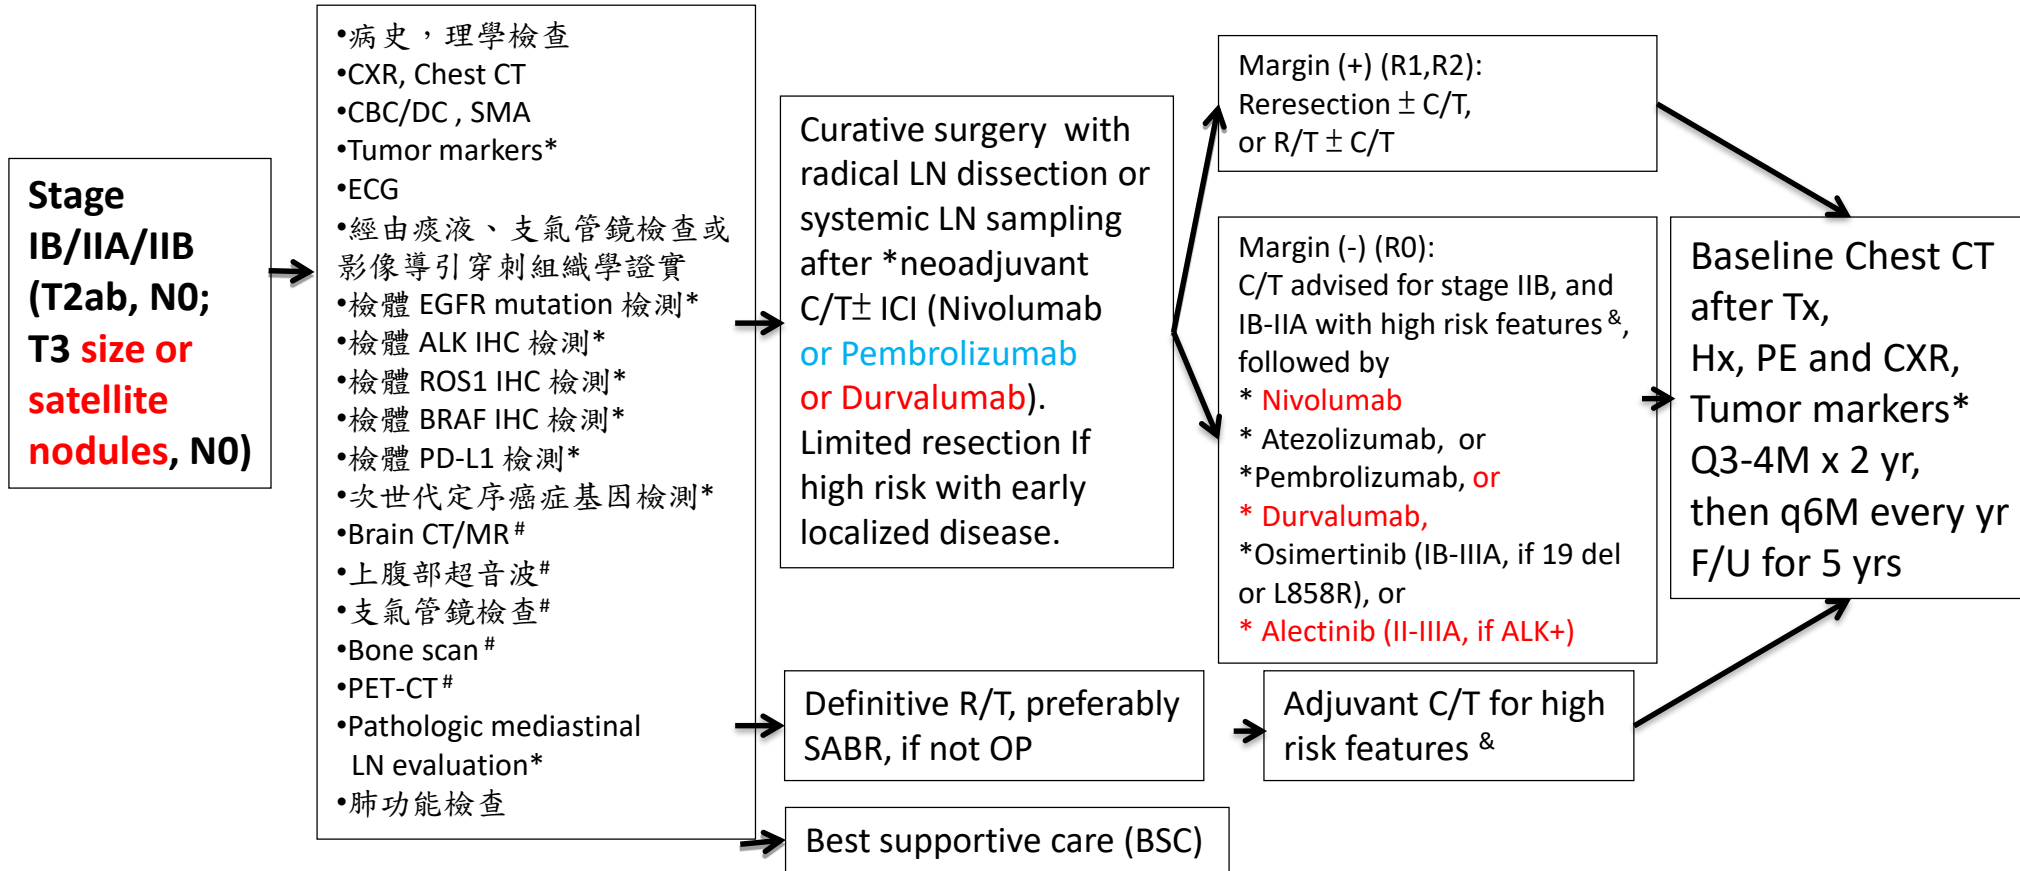 Stage
IB/IIA/IIB
(T2ab, N0;
T3 size or
satellite
nodules, N0)
•病史，理學檢查
•CXR, Chest CT
•CBC/DC , SMA
•Tumor markers*
•ECG
•經由痰液、支氣管鏡檢查或
影像導引穿刺組織學證實
•檢體 EGFR mutation 檢測*
•檢體 ALK IHC 檢測*
•檢體 ROS1 IHC 檢測*
•檢體 BRAF IHC 檢測*
•檢體 PD-L1 檢測*
•次世代定序癌症基因檢測*
•Brain CT/MR#
•上腹部超音波#
•支氣管鏡檢查#
•Bone scan#
•PET-CT#
•Pathologic mediastinal
LN evaluation*
•肺功能檢查
Curative surgery with
radical LN dissection or
systemic LN sampling
after *neoadjuvant
C/T± ICI (Nivolumab
or Pembrolizumab
or Durvalumab).
Limited resection If
high risk with early
localized disease.
Definitive R/T, preferably
SABR, if not OP
Best supportive care (BSC)
Margin (+) (R1,R2):
Reresection ± C/T,
or R/T ± C/T
Margin (-) (R0):
C/T advised for stage IIB, and
IB-IIA with high risk features &,
followed by
* Nivolumab
* Atezolizumab, or
*Pembrolizumab, or
* Durvalumab,
*Osimertinib (IB-IIIA, if 19 del
or L858R), or
* Alectinib (II-IIIA, if ALK+)
Adjuvant C/T for high
risk features &
Baseline Chest CT
after Tx,
Hx, PE and CXR,
Tumor markers*
Q3-4M x 2 yr,
then q6M every yr
F/U for 5 yrs